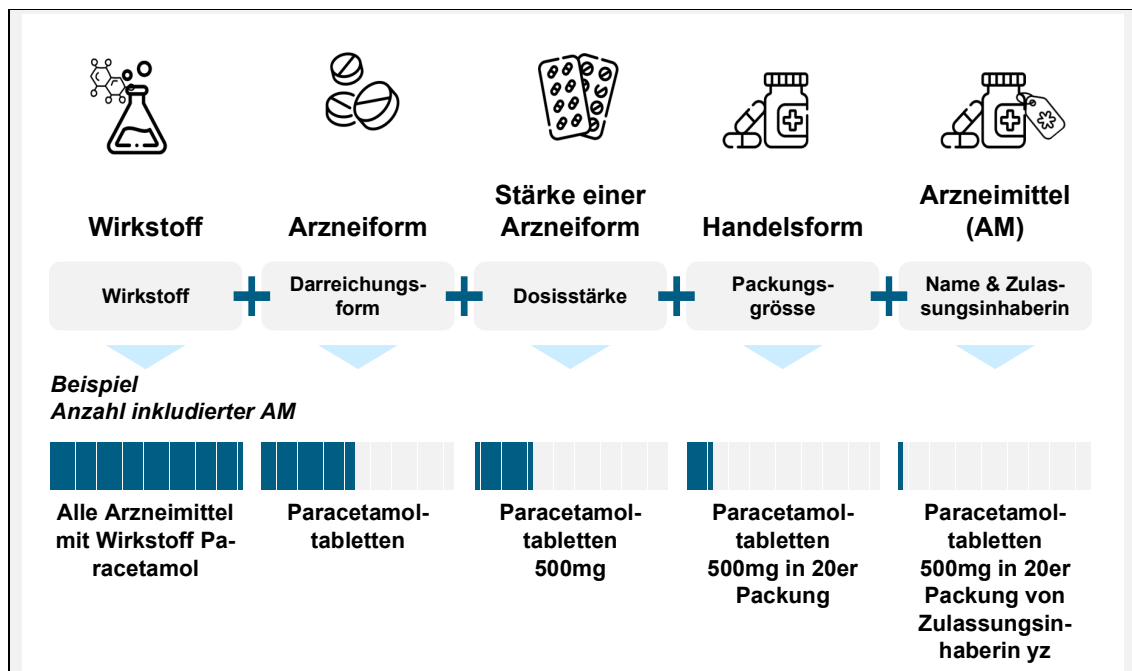 Wirkstoff
Arzneiform
Stärke einer
Arzneiform
Handelsform
Arzneimittel
(AM)
Wirkstoff
Darreichungs-
form
Dosisstärke
Packungs-
grösse
Name & Zulas-
sungsinhaberin
Beispiel
Anzahl inkludierter AM
Alle Arzneimittel
mit Wirkstoff Pa-
racetamol
Paracetamol-
tabletten
Paracetamol-
tabletten
500mg
Paracetamol-
tabletten
500mg in 20er
Packung
Paracetamol-
tabletten
500mg in 20er
Packung von
Zulassungsin-
haberin yz